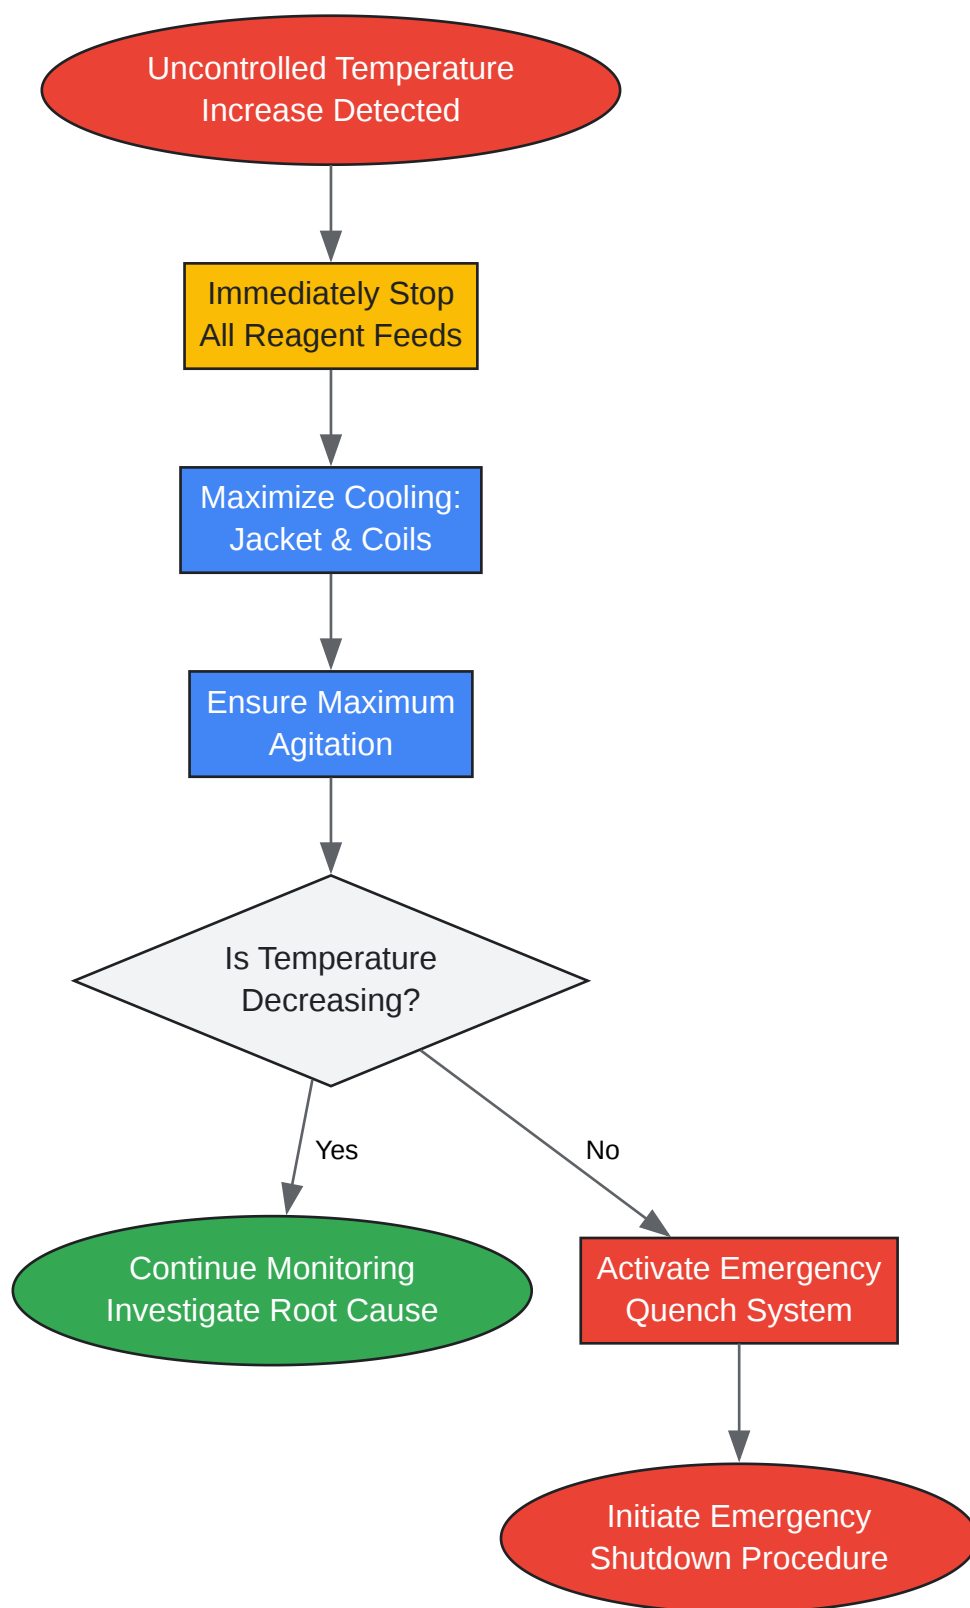 Uncontrolled Temperature
Increase Detected
Immediately Stop
All Reagent Feeds
Maximize Cooling:
Jacket & Coils
Ensure Maximum
Agitation
Is Temperature
Decreasing?
Yes
No
Continue Monitoring
Investigate Root Cause
Activate Emergency
Quench System
Initiate Emergency
Shutdown Procedure